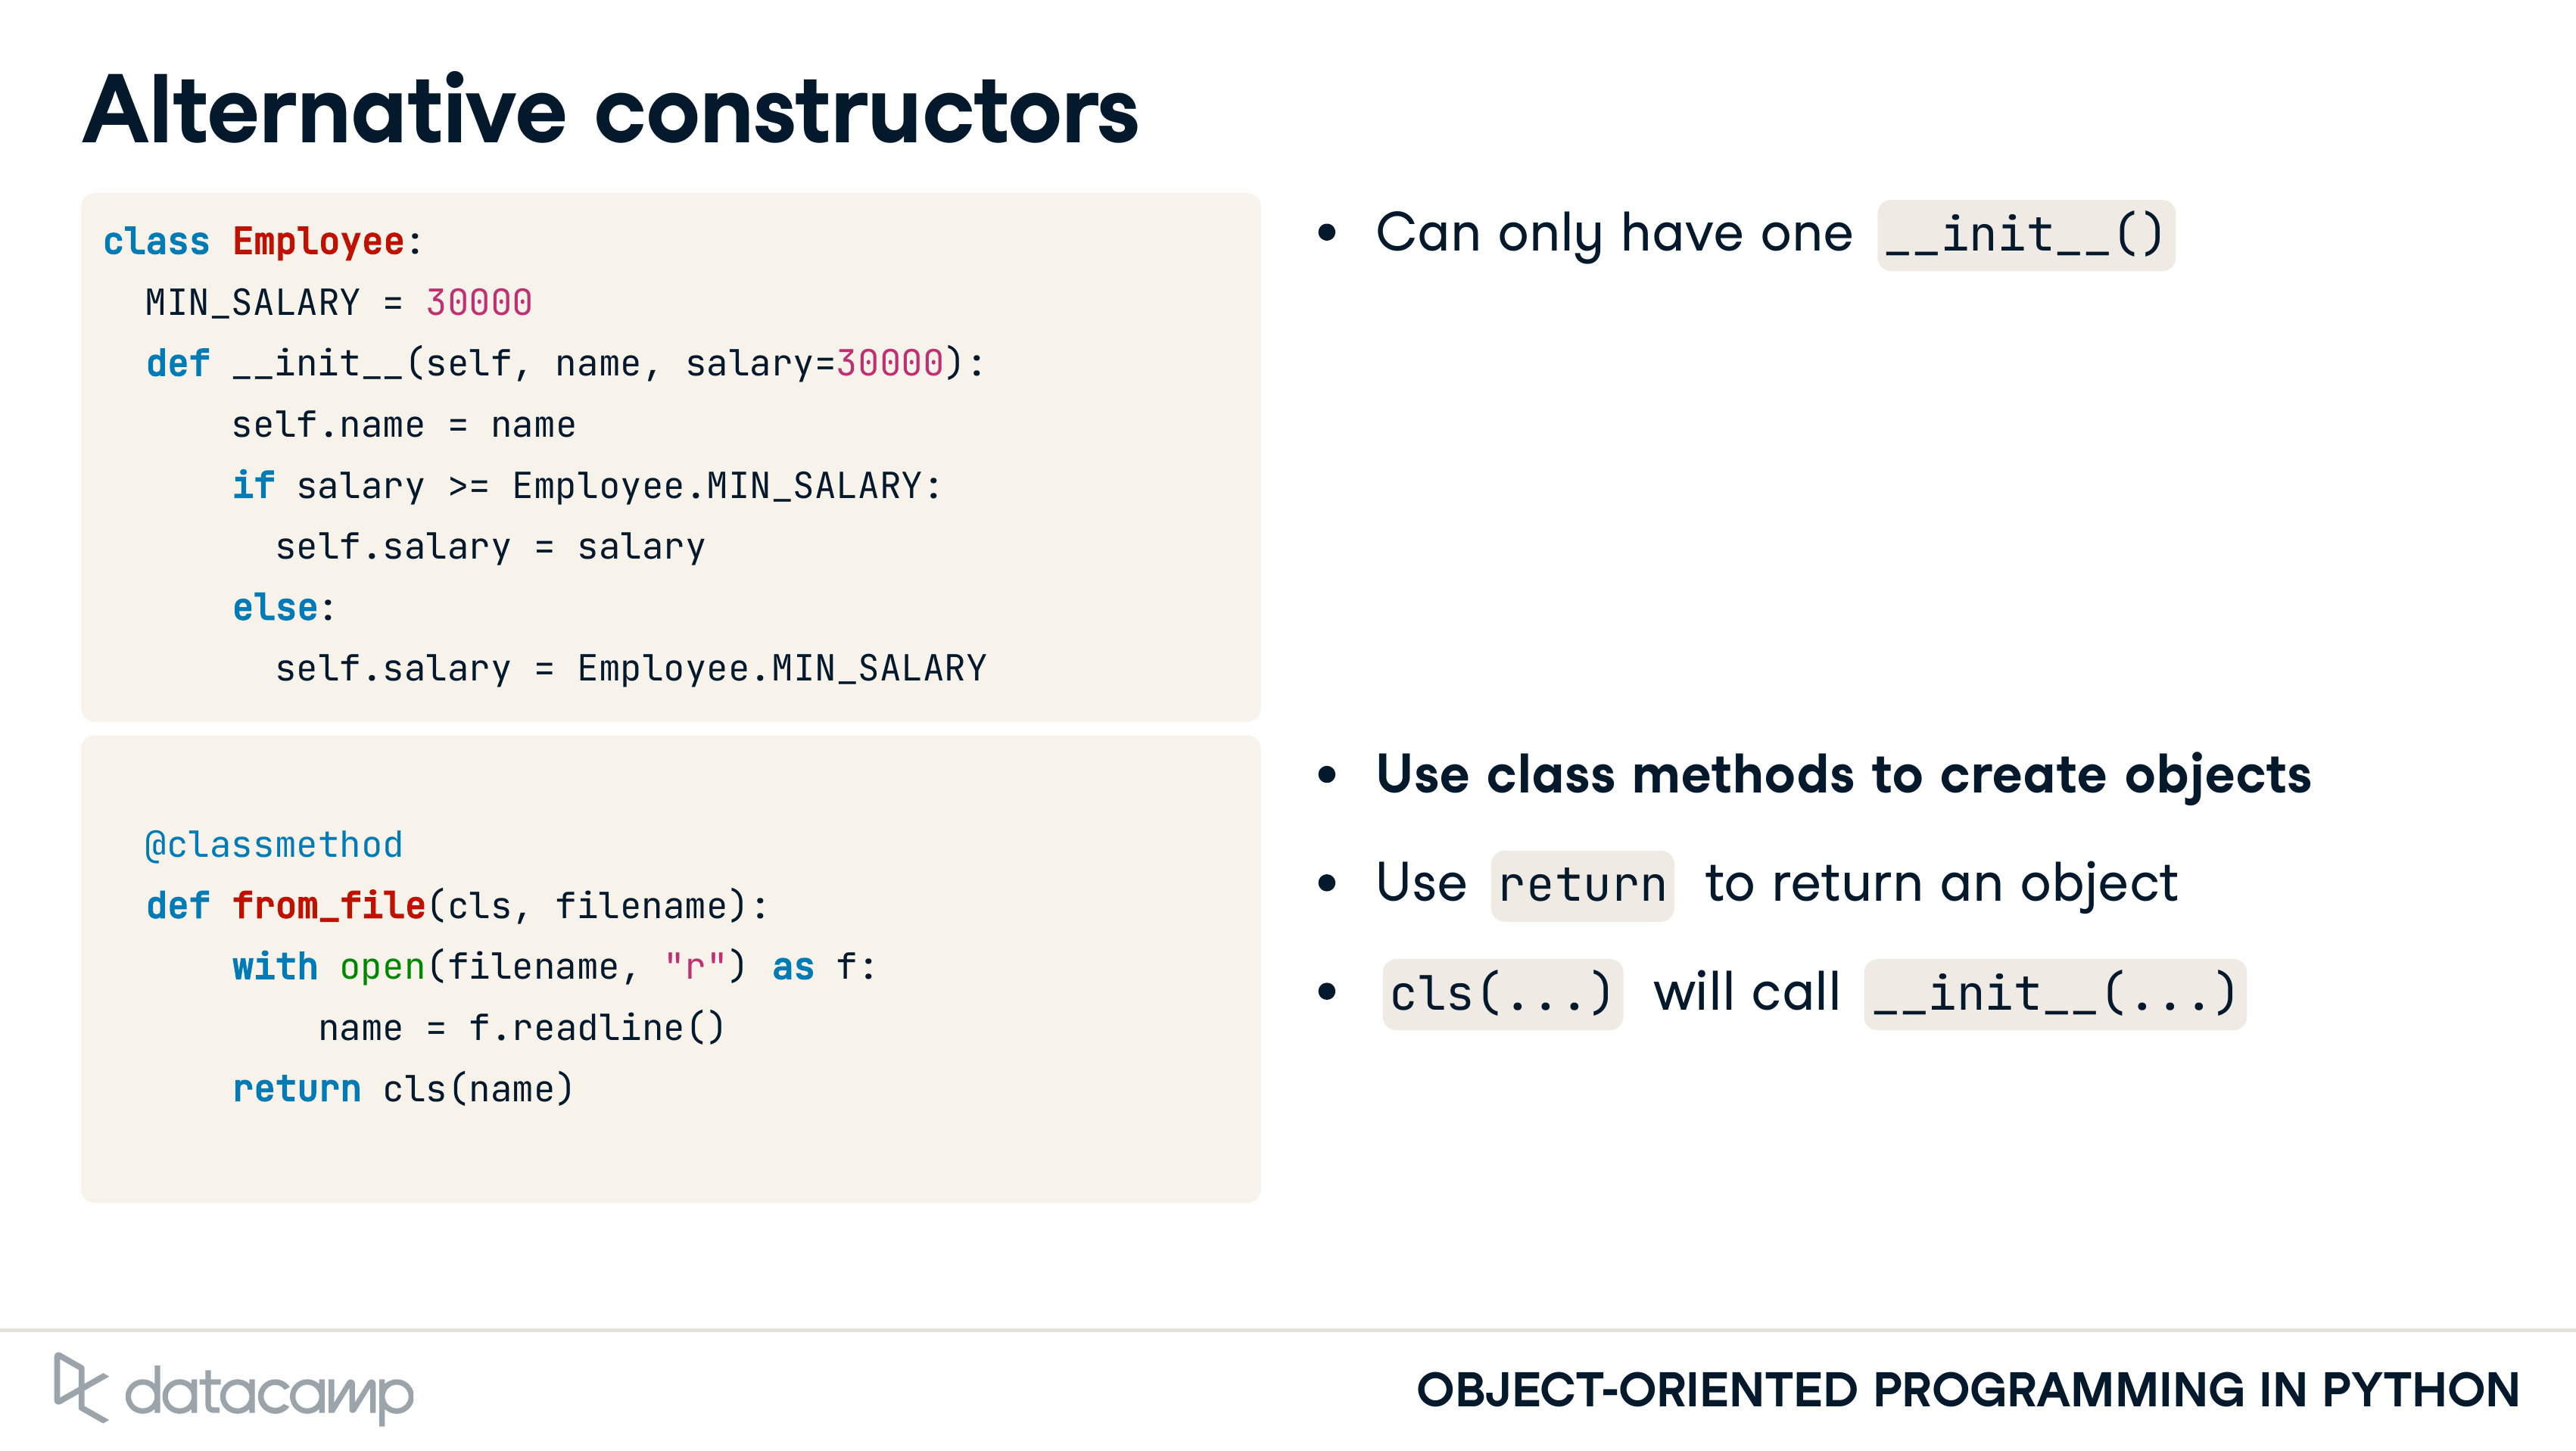 Alternative constructors
class Employee:
  MIN_SALARY = 30000
  def __init__(self, name, salary=30000):
      self.name = name
      if salary >= Employee.MIN_SALARY:
        self.salary = salary
      else:
        self.salary = Employee.MIN_SALARY
• Can only have one __init__()
  @classmethod
  def from_file(cls, filename):
      with open(filename, "r") as f:
          name = f.readline()
      return cls(name)
• Use class methods to create objects
• Use return to return an object
• cls(...) will call __init__(...)
datacamp
OBJECT-ORIENTED PROGRAMMING IN PYTHON